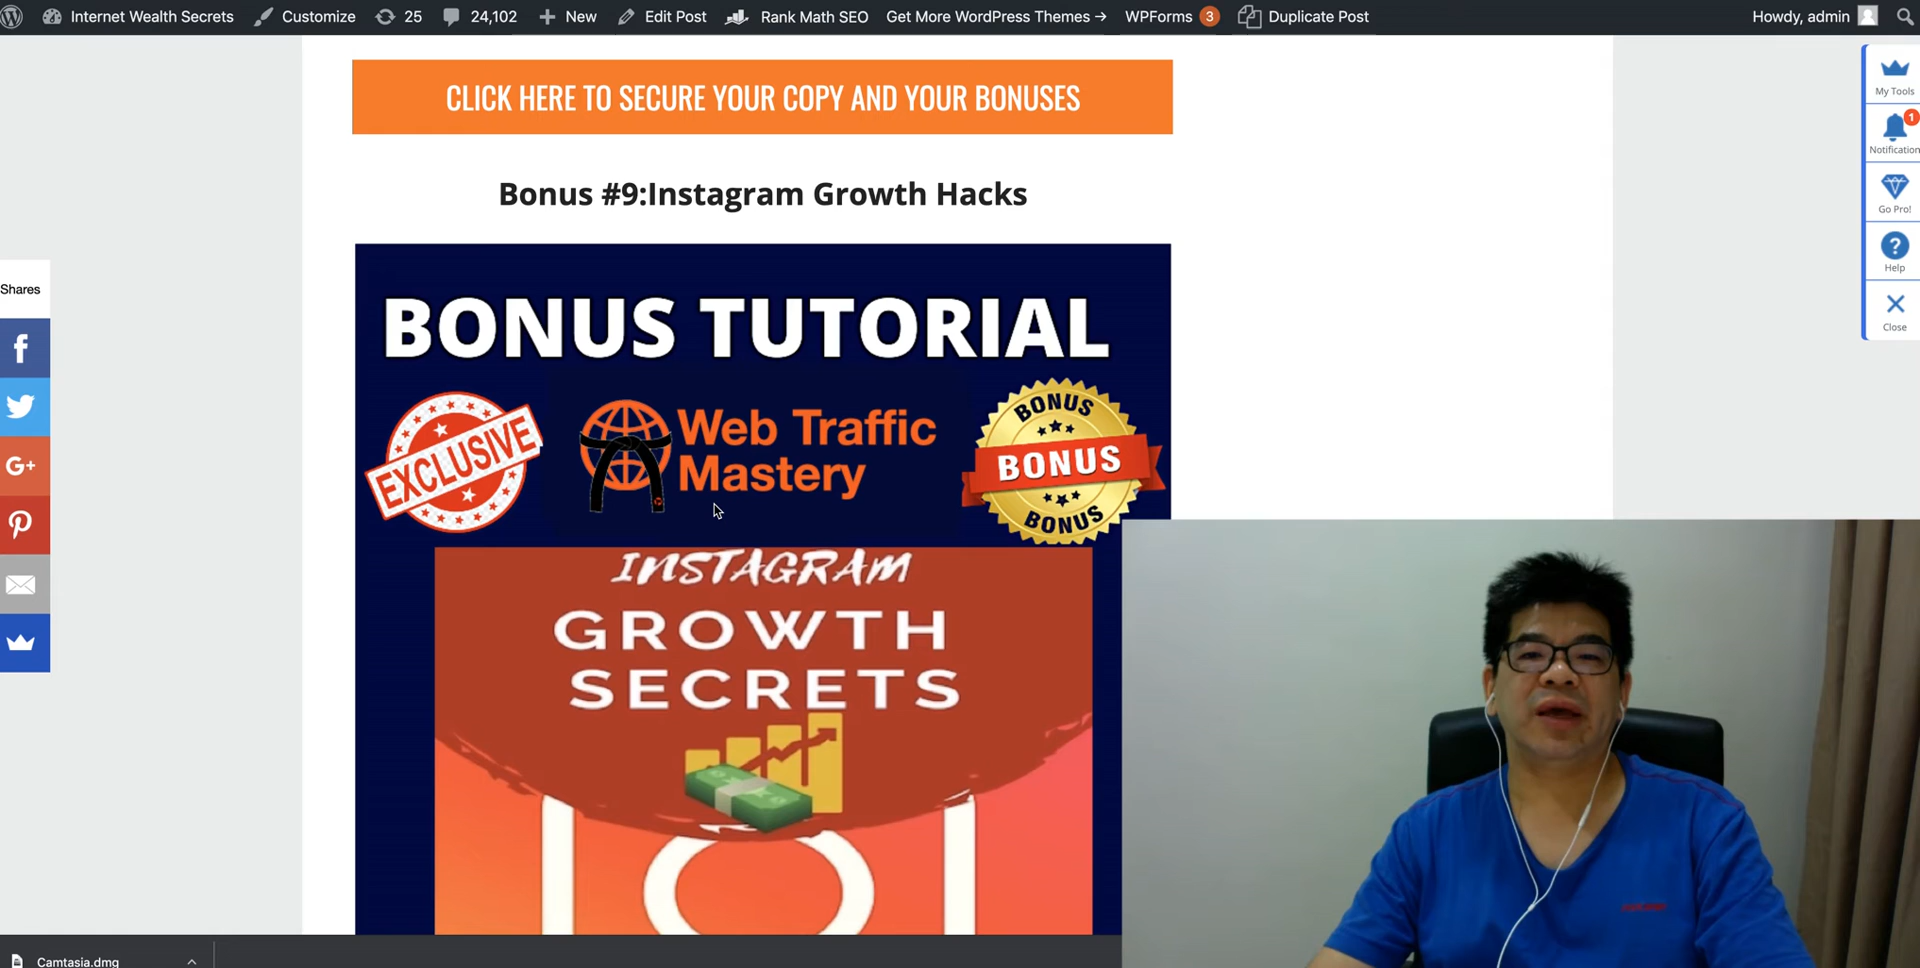 Internet Wealth Secrets
Customize
25
24,102
New
Edit Post
Rank Math SEO
Get More WordPress Themes →
WPForms 3
Duplicate Post
Howdy, admin
CLICK HERE TO SECURE YOUR COPY AND YOUR BONUSES
My Tools
1
Notification
Go Pro!
?
Help
Close
Bonus #9:Instagram Growth Hacks
Shares
f
G+
BONUS TUTORIAL
EXCLUSIVE
Web Traffic
Mastery
BONUS
BONUS
BONUS
INSTAGRAM
GROWTH
SECRETS
Camtasia.dmg